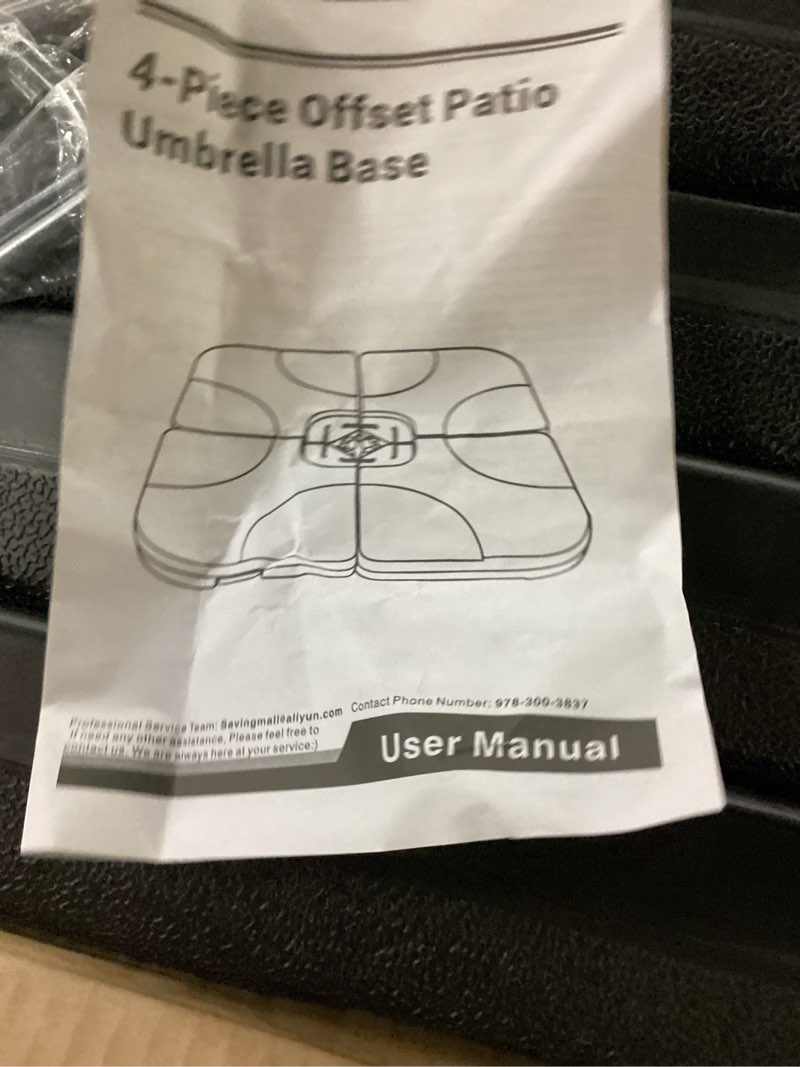 4-Piece Offset Patio
Umbrella Base
Professional Service Team: Savingmall@aliyun.com Contact Phone Number: 978-300-3837
If need any other assistance, Please feel free to
contact us. We are always here at your service:)
User Manual